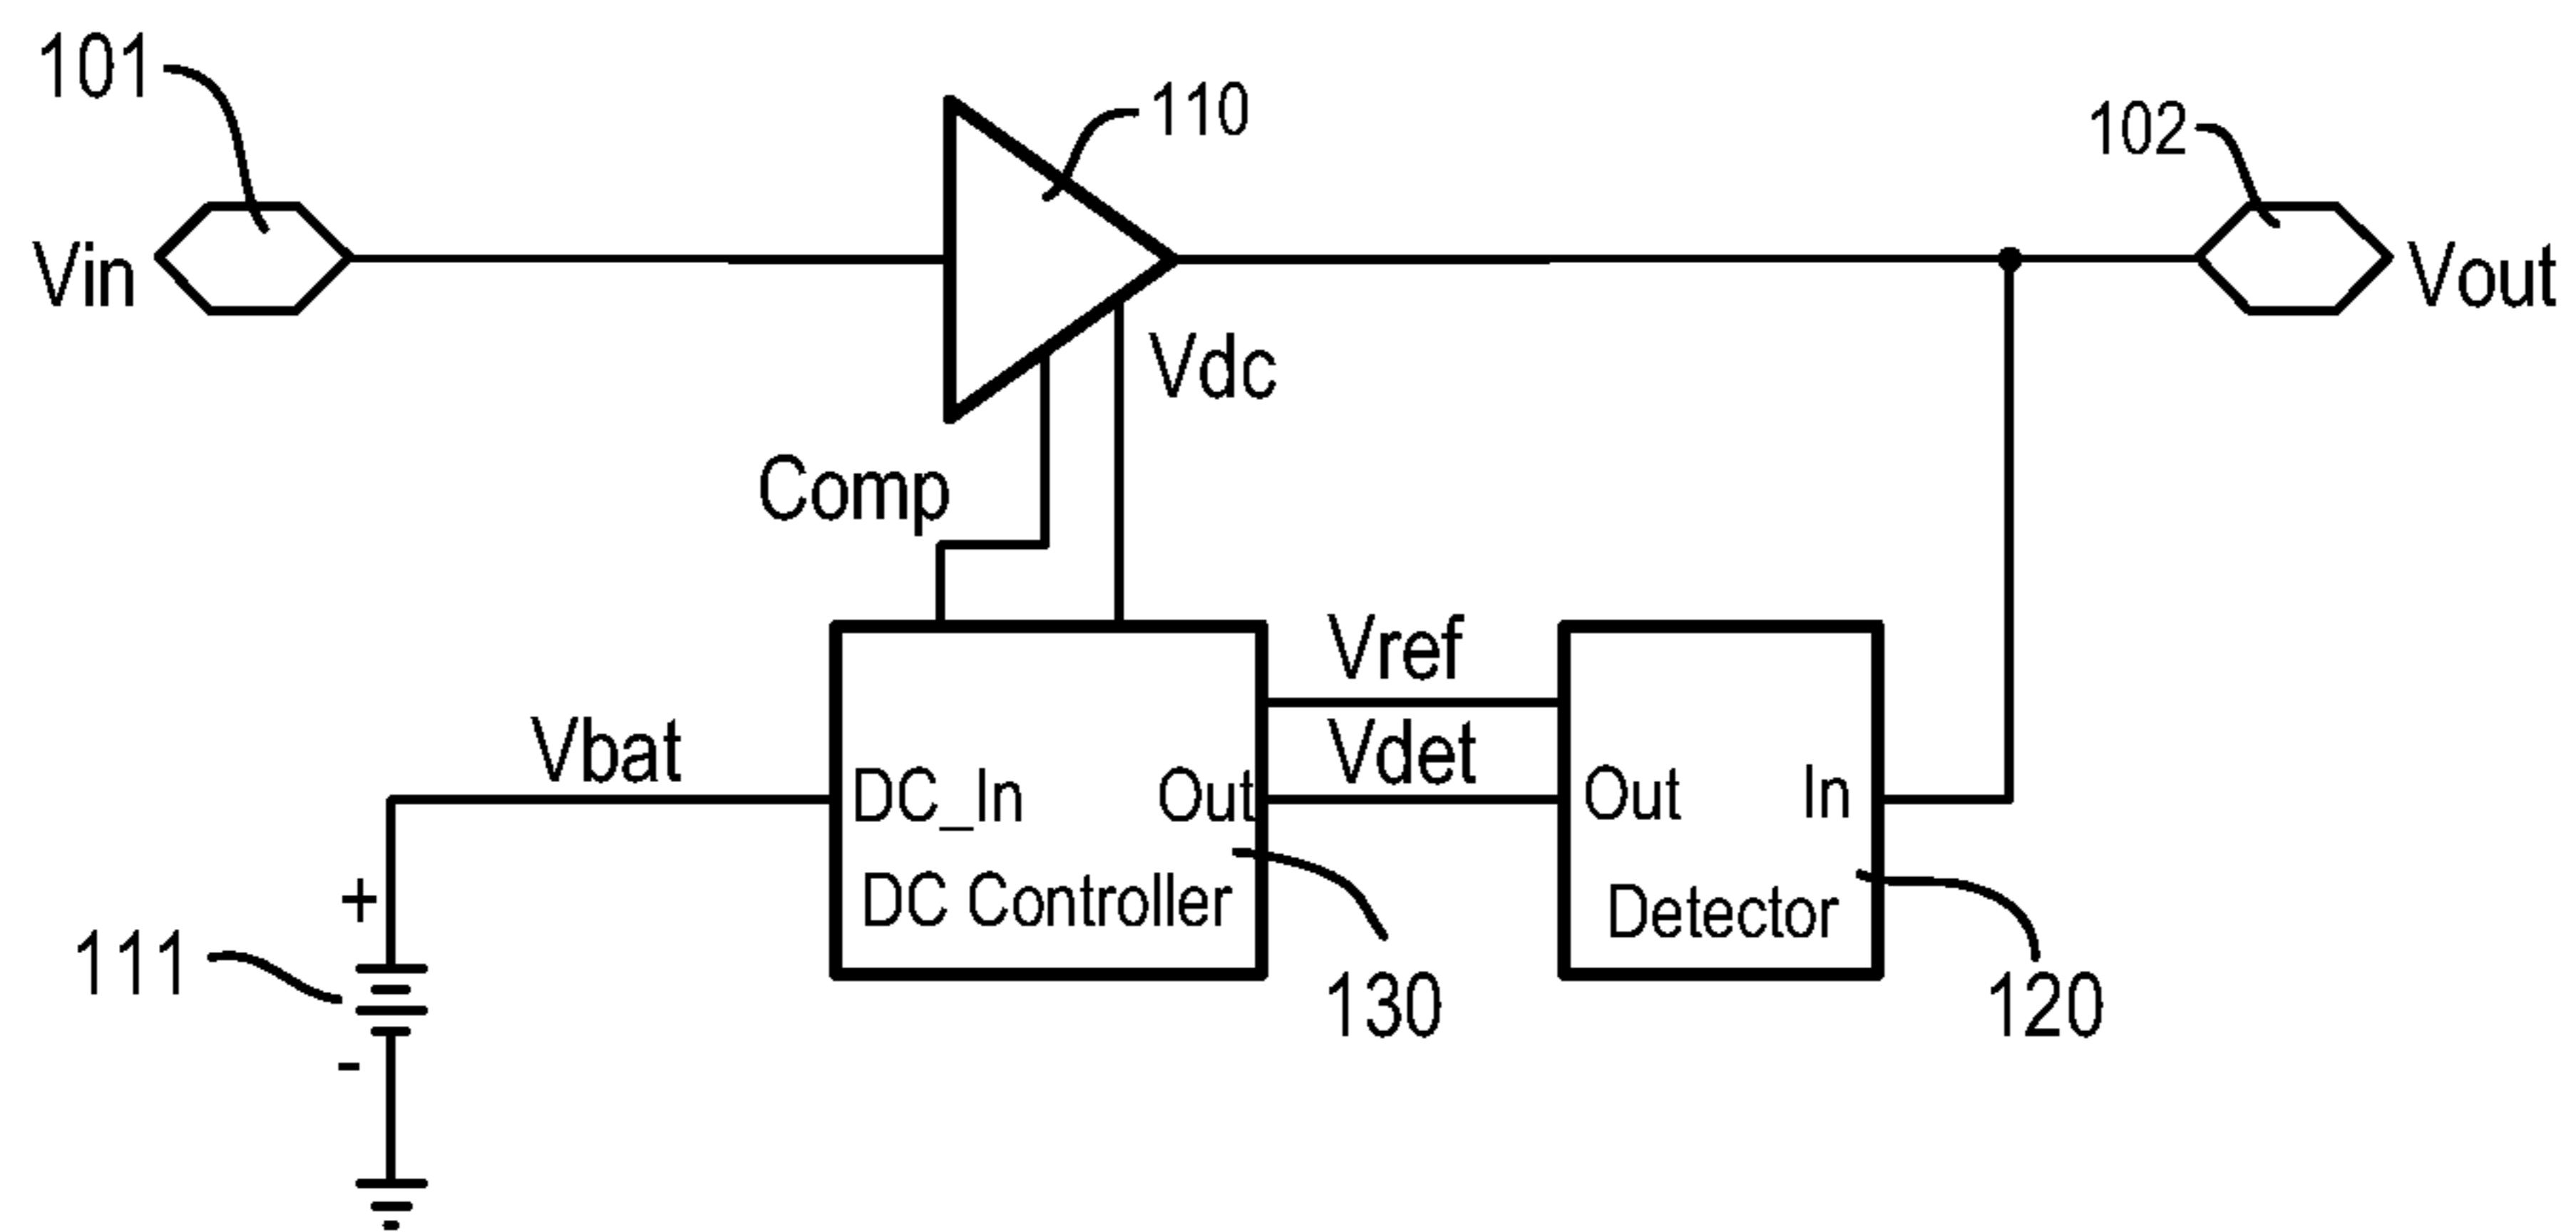 101
110
102
Vin
Vout
Vdc
Comp
Vref
Vbat
Vdet
DC_In
Out
Out
In
DC Controller
Detector
+
111
-
130
120